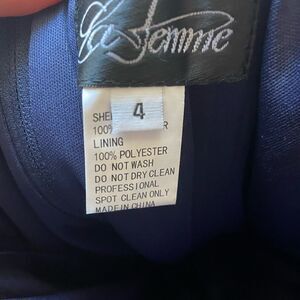 La Femme
4
100%
LINING
100% POLYESTER
DO NOT WASH
DO NOT DRY CLEAN
PROFESSIONAL
SPOT CLEAN ONLY
MADE IN CHINA